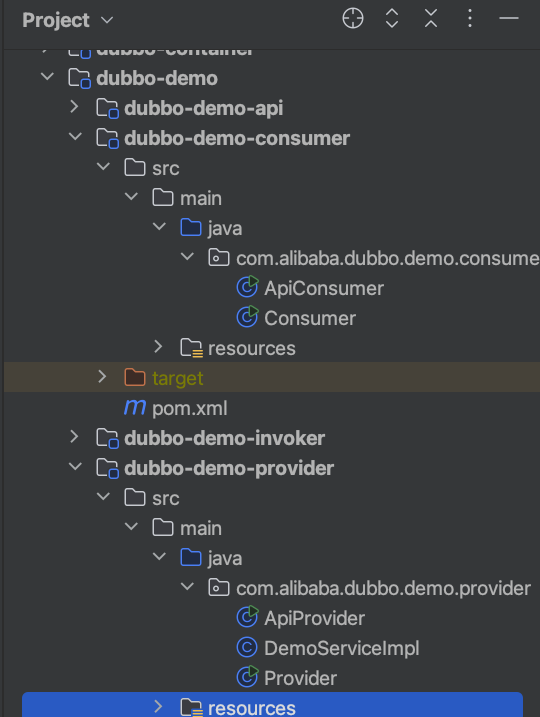 Project
dubbo-container
dubbo-demo
dubbo-demo-api
dubbo-demo-consumer
src
main
java
com.alibaba.dubbo.demo.consume
ApiConsumer
Consumer
resources
target
m pom.xml
dubbo-demo-invoker
dubbo-demo-provider
src
main
java
com.alibaba.dubbo.demo.provider
ApiProvider
DemoServiceImpl
Provider
resources